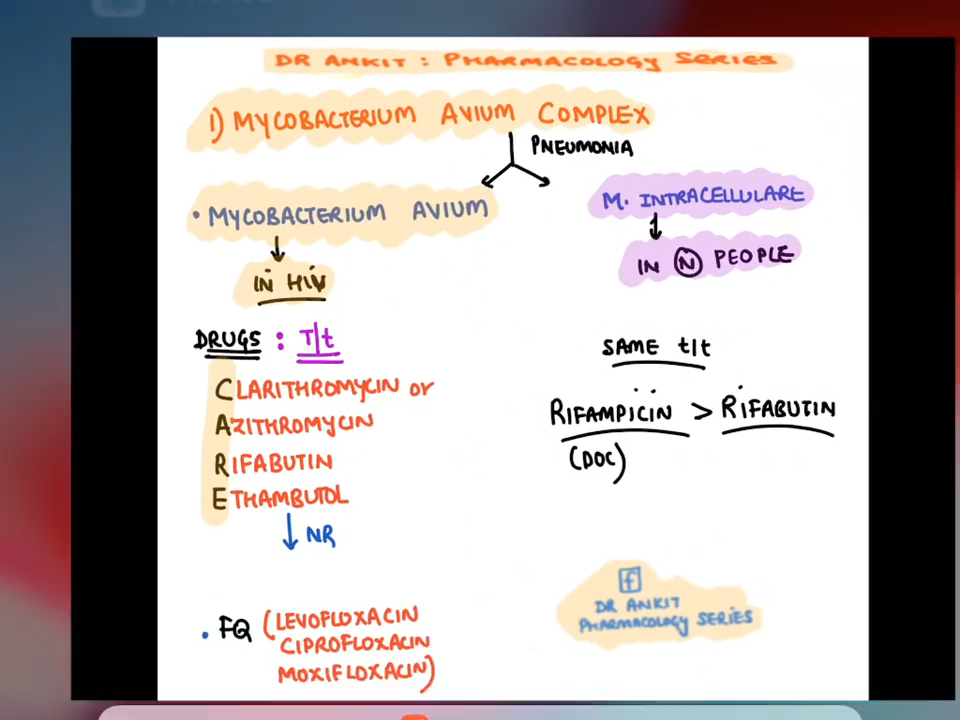 DR ANKIT : PHARMACOLOGY SERIES
1) MYCOBACTERIUM AVIUM COMPLEX
PNEUMONIA
• MYCOBACTERIUM AVIUM
IN HIV
M. INTRACELLULARE
IN N PEOPLE
DRUGS : T/t
CLARITHROMYCIN or
AZITHROMYCIN
RIFABUTIN
ETHAMBUTOL
NR
• FQ (LEVOFLOXACIN
CIPROFLOXACIN
MOXIFLOXACIN)
SAME t/t
RIFAMPICIN > RIFABUTIN
(DOC)
f
DR ANKIT
PHARMACOLOGY SERIES